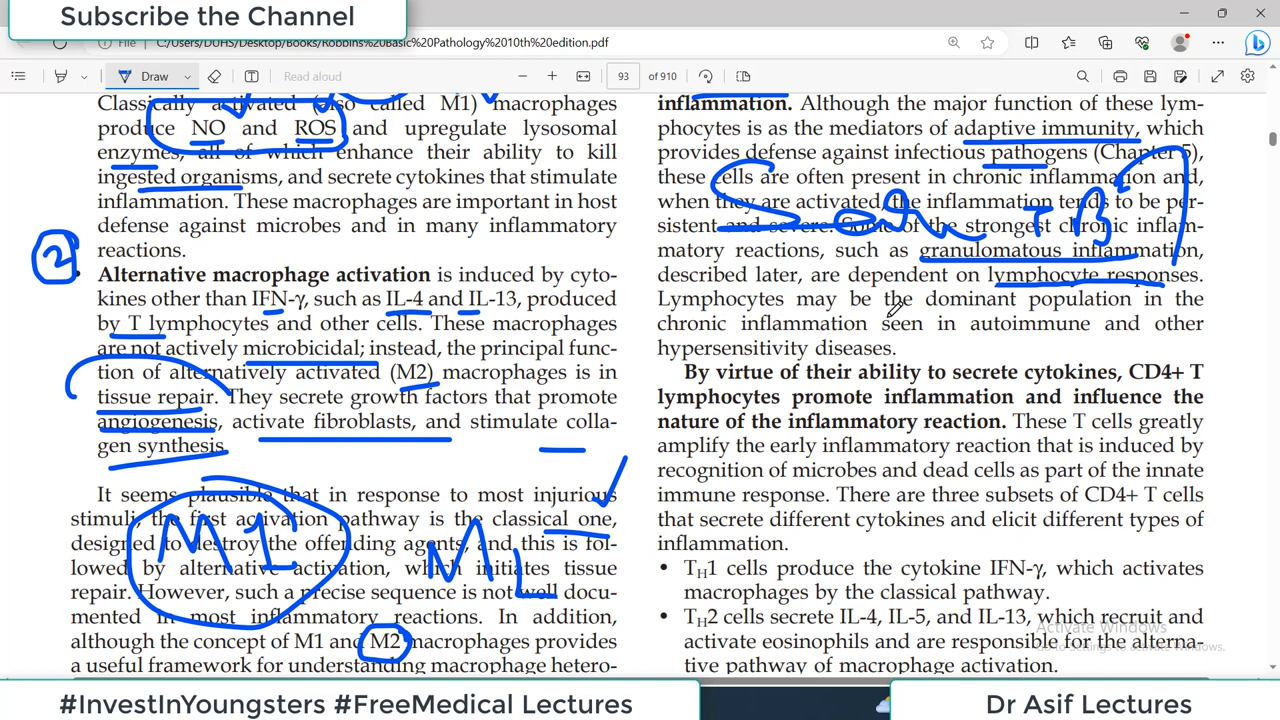 Subscribe the Channel
File C:/Users/DUHS/Desktop/Books/Robbins%20Basic%20Pathology%2010th%20edition.pdf
Draw Read aloud 93 of 910
Classically activated (also called M1) macrophages
produce NO and ROS and upregulate lysosomal
enzymes, all of which enhance their ability to kill
ingested organisms, and secrete cytokines that stimulate
inflammation. These macrophages are important in host
defense against microbes and in many inflammatory
reactions.
2
• Alternative macrophage activation is induced by cyto-
kines other than IFN-γ, such as IL-4 and IL-13, produced
by T lymphocytes and other cells. These macrophages
are not actively microbicidal; instead, the principal func-
tion of alternatively activated (M2) macrophages is in
tissue repair. They secrete growth factors that promote
angiogenesis, activate fibroblasts, and stimulate colla-
gen synthesis.
It seems plausible that in response to most injurious
stimuli, the first activation pathway is the classical one,
designed to destroy the offending agents, and this is fol-
lowed by alternative activation, which initiates tissue
repair. However, such a precise sequence is not well docu-
mented in most inflammatory reactions. In addition,
although the concept of M1 and M2 macrophages provides
a useful framework for understanding macrophage hetero-
M1
inflammation. Although the major function of these lym-
phocytes is as the mediators of adaptive immunity, which
provides defense against infectious pathogens (Chapter 5),
these cells are often present in chronic inflammation and,
when they are activated, the inflammation tends to be per-
sistent and severe. Some of the strongest chronic inflam-
matory reactions, such as granulomatous inflammation,
described later, are dependent on lymphocyte responses.
Lymphocytes may be the dominant population in the
chronic inflammation seen in autoimmune and other
hypersensitivity diseases.
TB
By virtue of their ability to secrete cytokines, CD4+ T
lymphocytes promote inflammation and influence the
nature of the inflammatory reaction. These T cells greatly
amplify the early inflammatory reaction that is induced by
recognition of microbes and dead cells as part of the innate
immune response. There are three subsets of CD4+ T cells
that secrete different cytokines and elicit different types of
inflammation.
• TH1 cells produce the cytokine IFN-γ, which activates
macrophages by the classical pathway.
• TH2 cells secrete IL-4, IL-5, and IL-13, which recruit and
activate eosinophils and are responsible for the alterna-
tive pathway of macrophage activation.
Activate Windows
Go to Settings to activate Windows.
#InvestInYoungsters #FreeMedical Lectures
Dr Asif Lectures